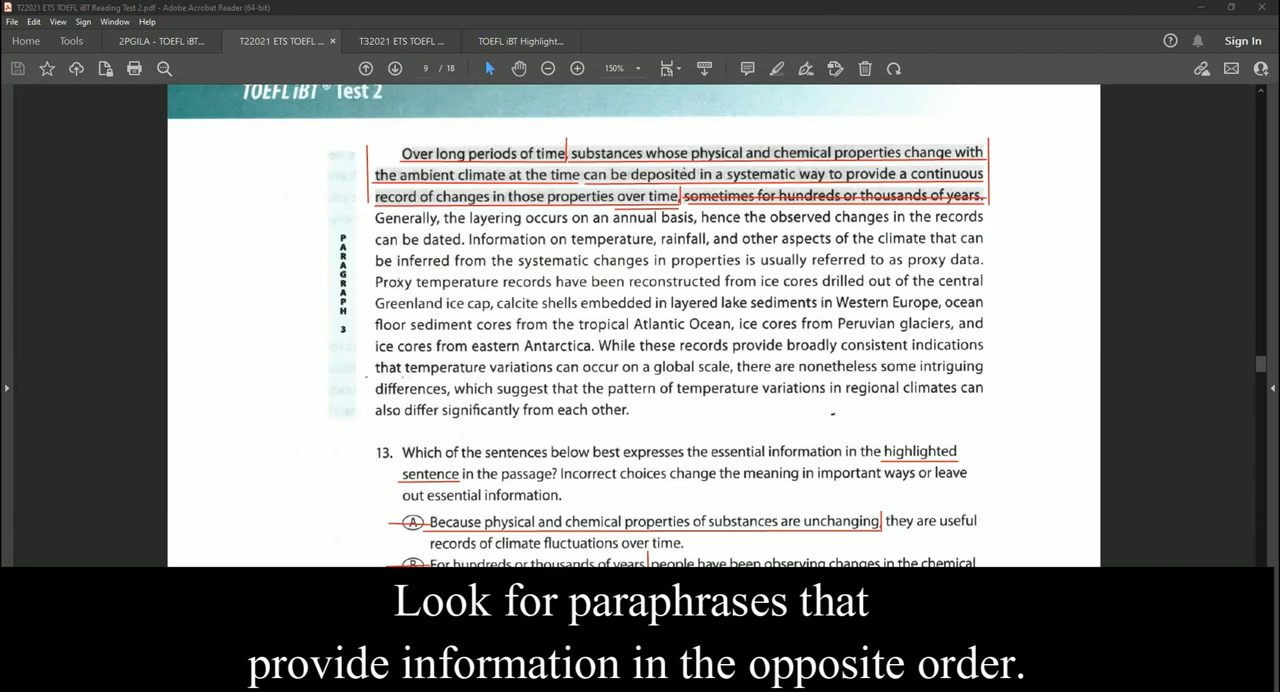 T22021 ETS TOEFL iBT Reading Test 2.pdf - Adobe Acrobat Reader (64-bit)
File Edit View Sign Window Help
Home Tools 2PGILA - TOEFL iBT... T22021 ETS TOEFL ... × T32021 ETS TOEFL ... TOEFL iBT Highlight... Sign In
9 / 18 150%
TOEFL iBT® Test 2
Over long periods of time, substances whose physical and chemical properties change with
the ambient climate at the time can be deposited in a systematic way to provide a continuous
record of changes in those properties over time, sometimes for hundreds or thousands of years.
Generally, the layering occurs on an annual basis, hence the observed changes in the records
can be dated. Information on temperature, rainfall, and other aspects of the climate that can
be inferred from the systematic changes in properties is usually referred to as proxy data.
Proxy temperature records have been reconstructed from ice cores drilled out of the central
Greenland ice cap, calcite shells embedded in layered lake sediments in Western Europe, ocean
floor sediment cores from the tropical Atlantic Ocean, ice cores from Peruvian glaciers, and
ice cores from eastern Antarctica. While these records provide broadly consistent indications
that temperature variations can occur on a global scale, there are nonetheless some intriguing
differences, which suggest that the pattern of temperature variations in regional climates can
also differ significantly from each other.
PARAGRAPH 3
13. Which of the sentences below best expresses the essential information in the highlighted
sentence in the passage? Incorrect choices change the meaning in important ways or leave
out essential information.
A Because physical and chemical properties of substances are unchanging, they are useful
records of climate fluctuations over time.
B For hundreds or thousands of years people have been observing changes in the chemical
Look for paraphrases that
provide information in the opposite order.